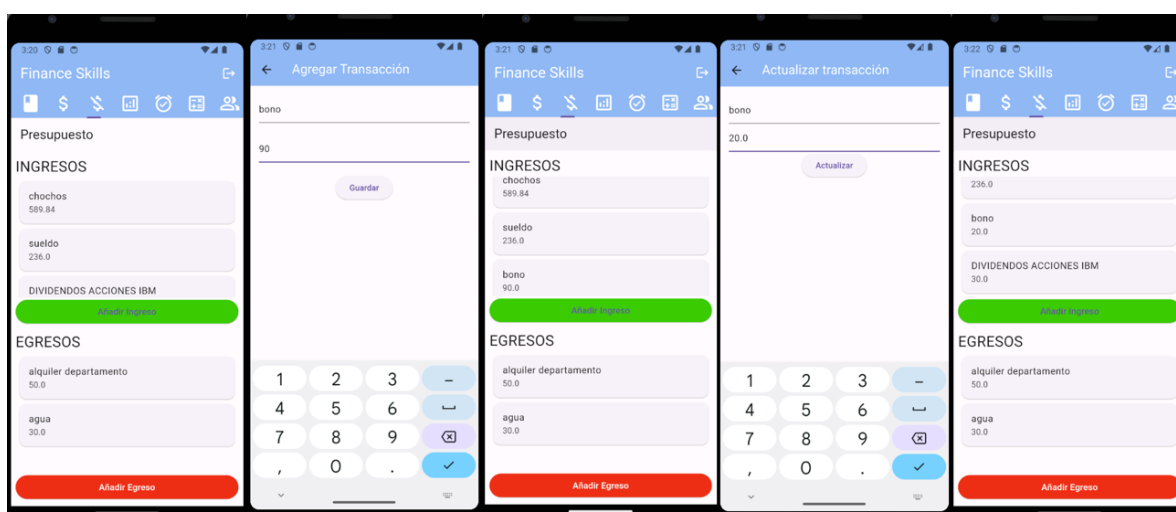 3:20
Finance Skills
Presupuesto
INGRESOS
chochos
589.84
sueldo
236.0
DIVIDENDOS ACCIONES IBM
Añadir Ingreso
EGRESOS
alquiler departamento
50.0
agua
30.0
Añadir Egreso
3:21
Agregar Transacción
bono
90
Guardar
1 2 3 –
4 5 6
7 8 9
, 0 .
3:21
Finance Skills
Presupuesto
INGRESOS
chochos
589.84
sueldo
236.0
bono
90.0
Añadir Ingreso
EGRESOS
alquiler departamento
50.0
agua
30.0
Añadir Egreso
3:21
Actualizar transacción
bono
20.0
Actualizar
1 2 3 –
4 5 6
7 8 9
, 0 .
3:22
Finance Skills
Presupuesto
INGRESOS
236.0
bono
20.0
DIVIDENDOS ACCIONES IBM
30.0
Añadir Ingreso
EGRESOS
alquiler departamento
50.0
agua
30.0
Añadir Egreso